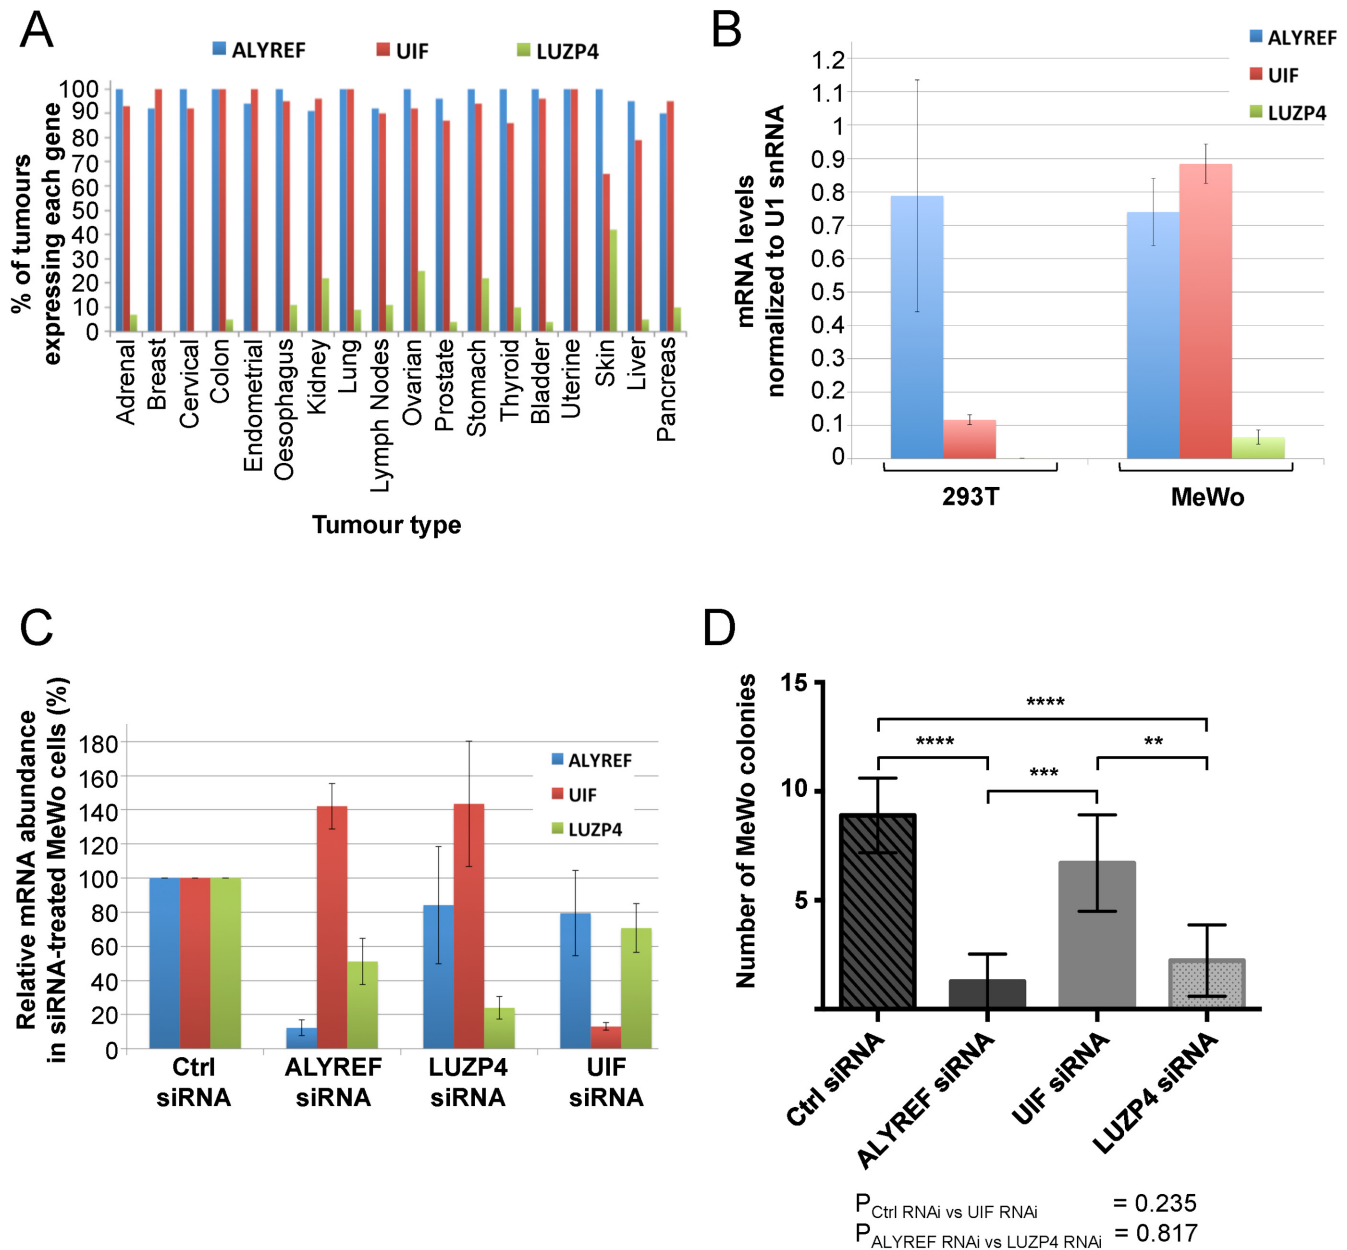 A
ALYREF UIF LUZP4
% of tumours
expressing each gene
100
90
80
70
60
50
40
30
20
10
0
Adrenal
Breast
Cervical
Colon
Endometrial
Oesophagus
Kidney
Lung
Lymph Nodes
Ovarian
Prostate
Stomach
Thyroid
Bladder
Uterine
Skin
Liver
Pancreas
Tumour type
B
ALYREF
UIF
LUZP4
mRNA levels
normalized to U1 snRNA
1.2
1.1
1
0.9
0.8
0.7
0.6
0.5
0.4
0.3
0.2
0.1
0
293T MeWo
C
Relative mRNA abundance
in siRNA-treated MeWo cells (%)
180
160
140
120
100
80
60
40
20
0
ALYREF
UIF
LUZP4
Ctrl
siRNA
ALYREF
siRNA
LUZP4
siRNA
UIF
siRNA
D
Number of MeWo colonies
15
10
5
****
****
**
***
Ctrl siRNA
ALYREF siRNA
UIF siRNA
LUZP4 siRNA
P Ctrl RNAi vs UIF RNAi = 0.235
P ALYREF RNAi vs LUZP4 RNAi = 0.817